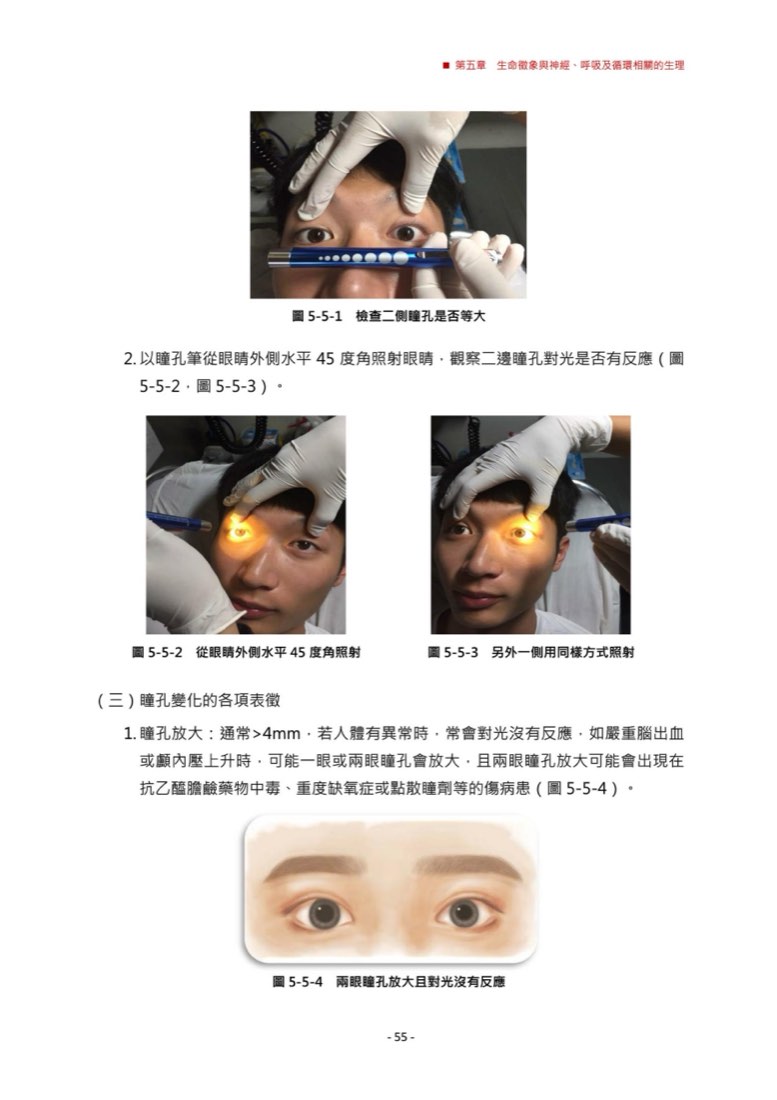 ■ 第五章　生命徵象與神經、呼吸及循環相關的生理
圖 5-5-1　檢查二側瞳孔是否等大
2. 以瞳孔筆從眼睛外側水平 45 度角照射眼睛，觀察二邊瞳孔對光是否有反應（圖
5-5-2，圖 5-5-3）。
圖 5-5-2　從眼睛外側水平 45 度角照射
圖 5-5-3　另外一側用同樣方式照射
（三）瞳孔變化的各項表徵
1. 瞳孔放大：通常>4mm，若人體有異常時，常會對光沒有反應，如嚴重腦出血
或顱內壓上升時，可能一眼或兩眼瞳孔會放大，且兩眼瞳孔放大可能會出現在
抗乙醯膽鹼藥物中毒、重度缺氧症或點散瞳劑等的傷病患（圖 5-5-4）。
圖 5-5-4　兩眼瞳孔放大且對光沒有反應
- 55 -